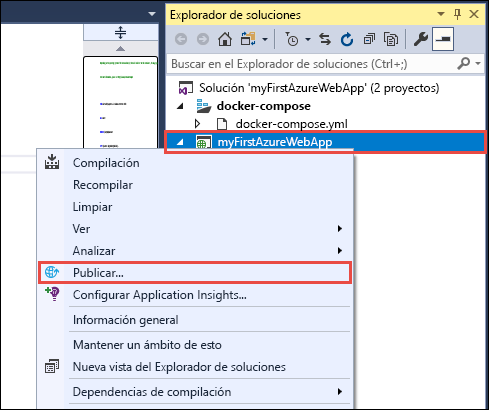 Explorador de soluciones
Buscar en el Explorador de soluciones (Ctrl+;)
Solución 'myFirstAzureWebApp' (2 proyectos)
docker-compose
docker-compose.yml
myFirstAzureWebApp
Compilación
Recompilar
Limpiar
Ver
Analizar
Publicar...
Configurar Application Insights...
Información general
Mantener un ámbito de esto
Nueva vista del Explorador de soluciones
Dependencias de compilación